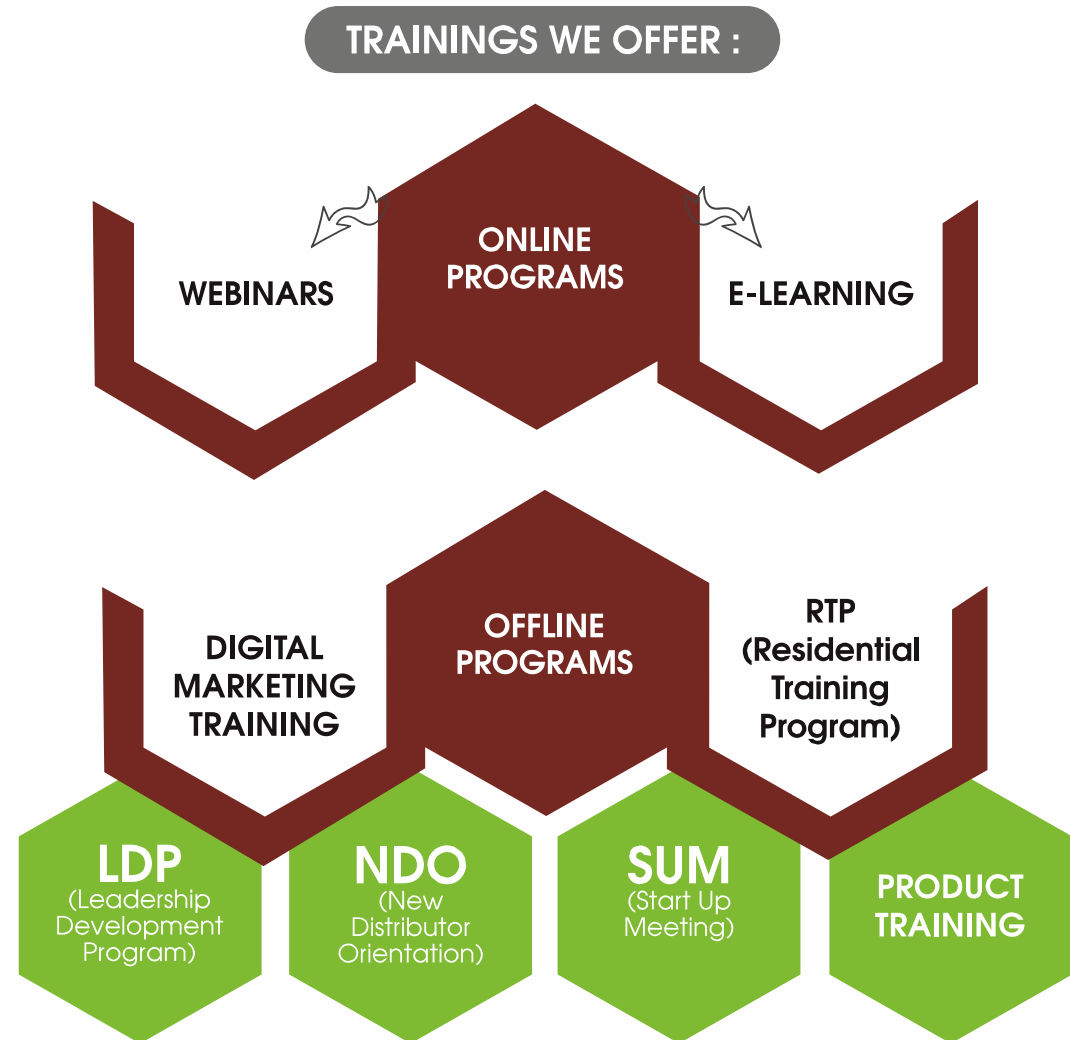 TRAININGS WE OFFER :
ONLINE
PROGRAMS
WEBINARS
E-LEARNING
OFFLINE
PROGRAMS
DIGITAL
MARKETING
TRAINING
RTP
(Residential
Training
Program)
LDP
(Leadership
Development
Program)
NDO
(New
Distributor
Orientation)
SUM
(Start Up
Meeting)
PRODUCT
TRAINING